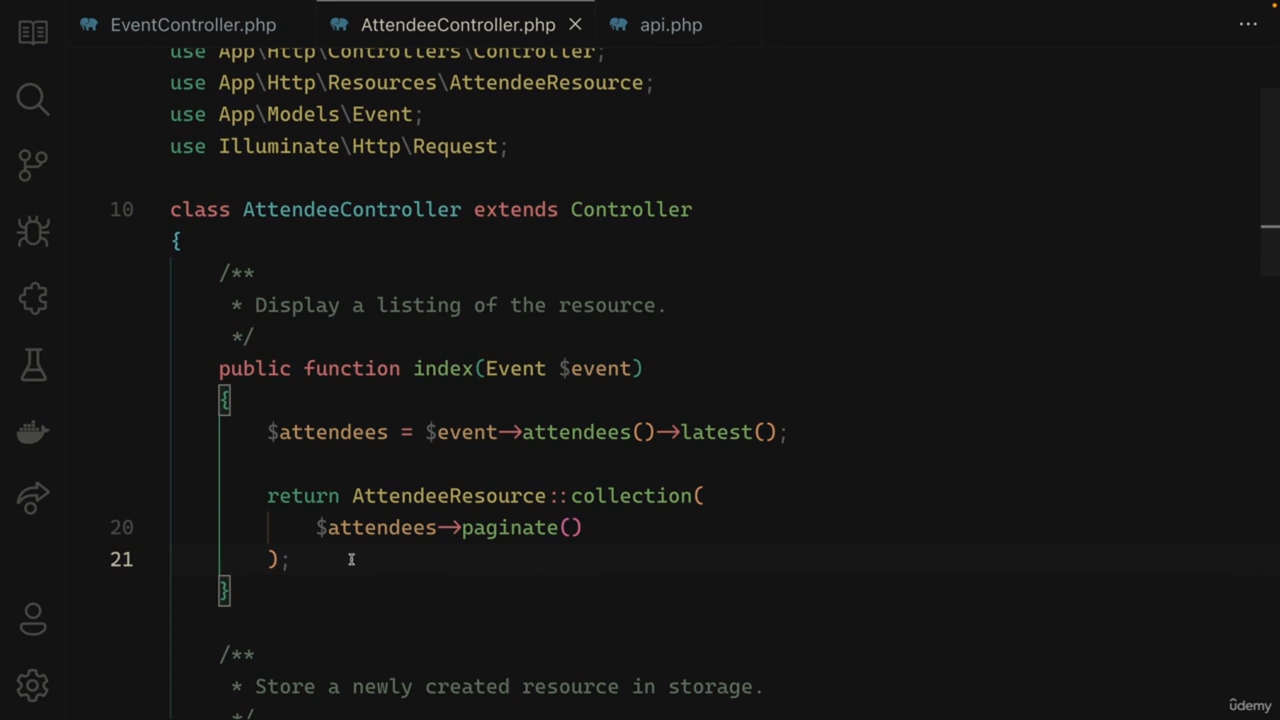 EventController.php
AttendeeController.php
api.php
use App\Http\Controllers\Controller;
use App\Http\Resources\AttendeeResource;
use App\Models\Event;
use Illuminate\Http\Request;
10 class AttendeeController extends Controller
{
/**
* Display a listing of the resource.
*/
public function index(Event $event)
{
$attendees = $event->attendees()->latest();
return AttendeeResource::collection(
20 $attendees->paginate()
21 );
}
/**
* Store a newly created resource in storage.
*/
ûdemy